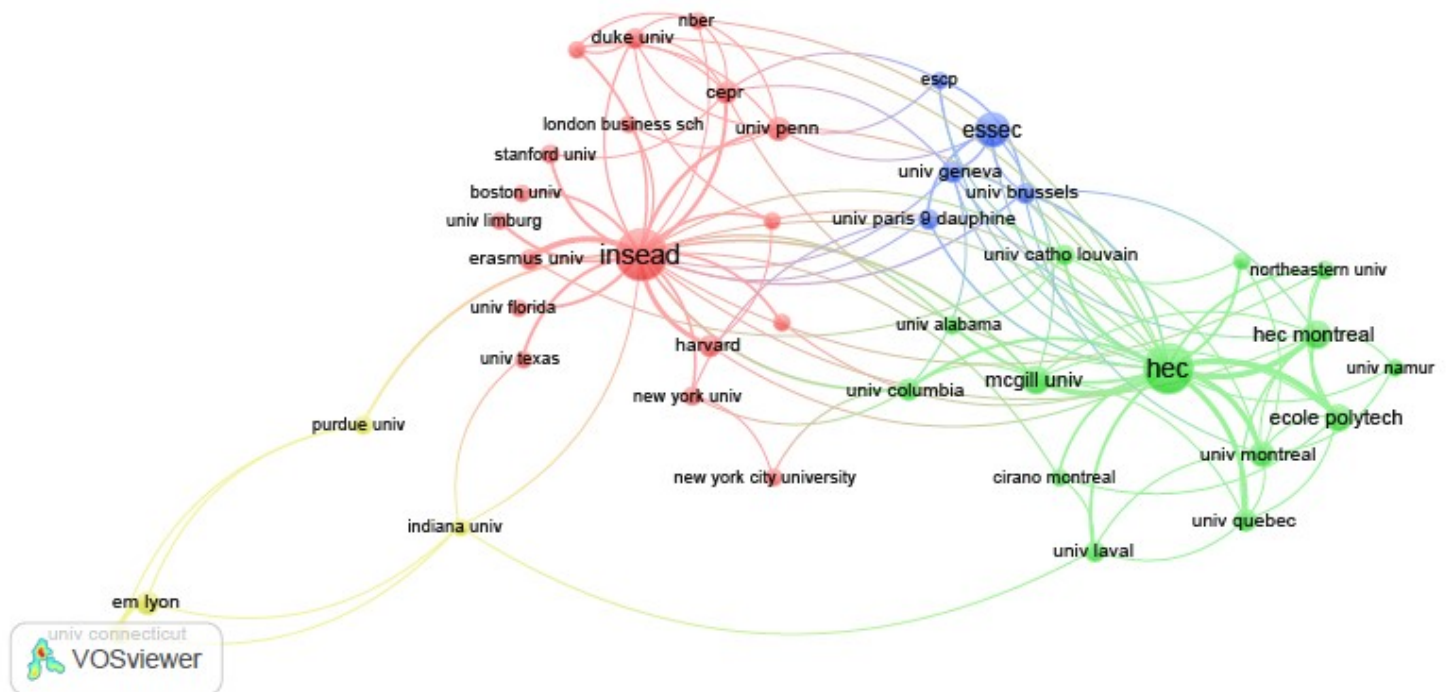 nber
duke univ
escp
cepr
london business sch
univ penn
essec
stanford univ
univ geneva
boston univ
univ brussels
univ limburg
univ paris 9 dauphine
insead
erasmus univ
univ catho louvain
northeastern univ
univ florida
univ alabama
hec montreal
harvard
univ texas
hec
univ namur
mcgill univ
univ columbia
new york univ
ecole polytech
purdue univ
univ montreal
new york city university
cirano montreal
indiana univ
univ quebec
univ laval
em lyon
univ connecticut
VOSviewer